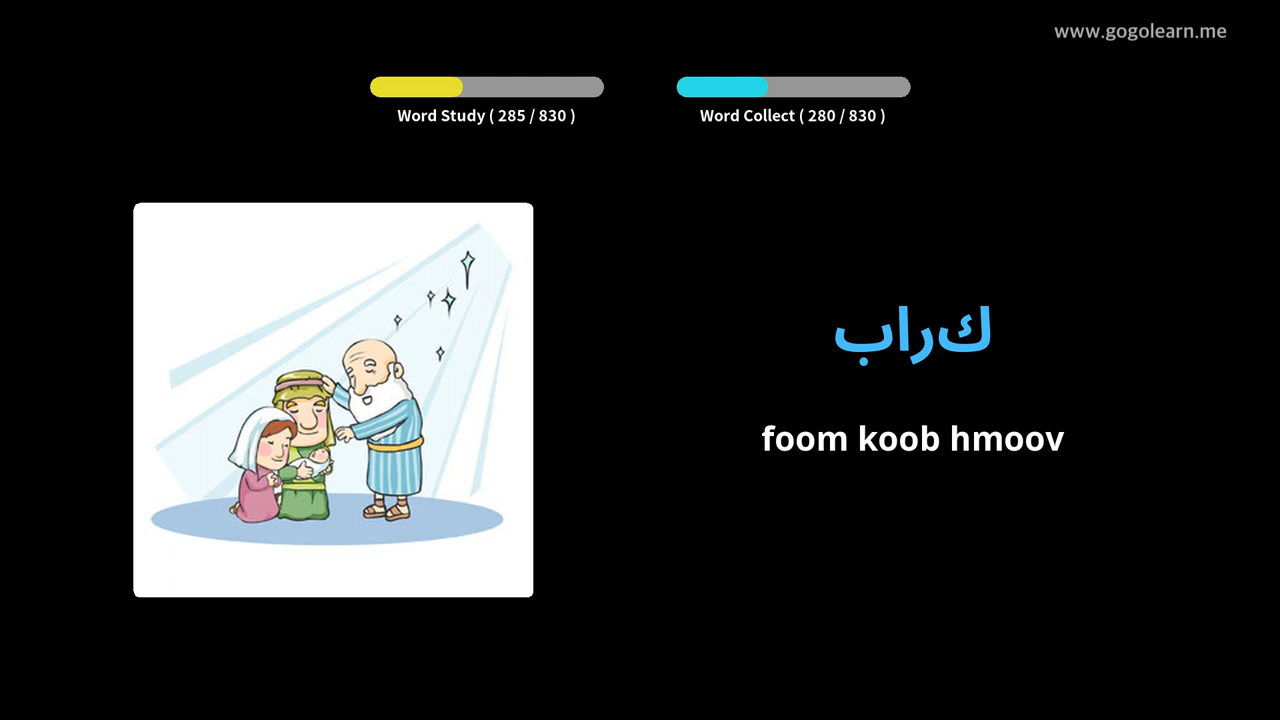 www.gogolearn.me
Word Study ( 285 / 830 )
Word Collect ( 280 / 830 )
كراب
foom koob hmoov